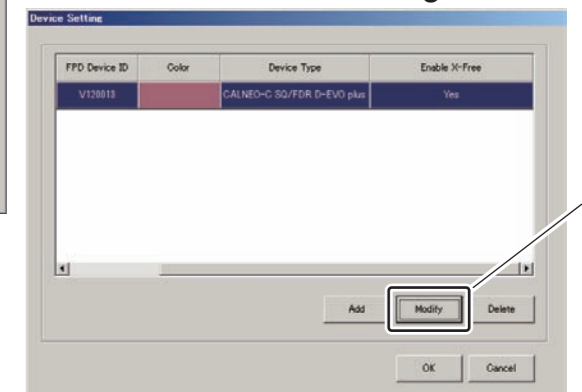 Device Setting
FPD Device ID Color Device Type Enable X-Free
V120013 CALNEO-C SQ/FDR D-EVO plus Yes
Add Modify Delete
OK Cancel